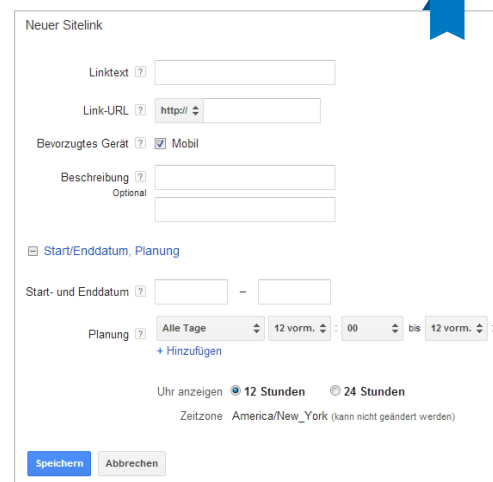 Neuer Sitelink
Linktext ?
Link-URL ? http://
Bevorzugtes Gerät ? Mobil
Beschreibung ?
Optional
Start/Enddatum, Planung
Start- und Enddatum ? –
Planung ? Alle Tage 12 vorm. : 00 bis 12 vorm. :
+ Hinzufügen
Uhr anzeigen 12 Stunden 24 Stunden
Zeitzone America/New_York (kann nicht geändert werden)
Speichern Abbrechen